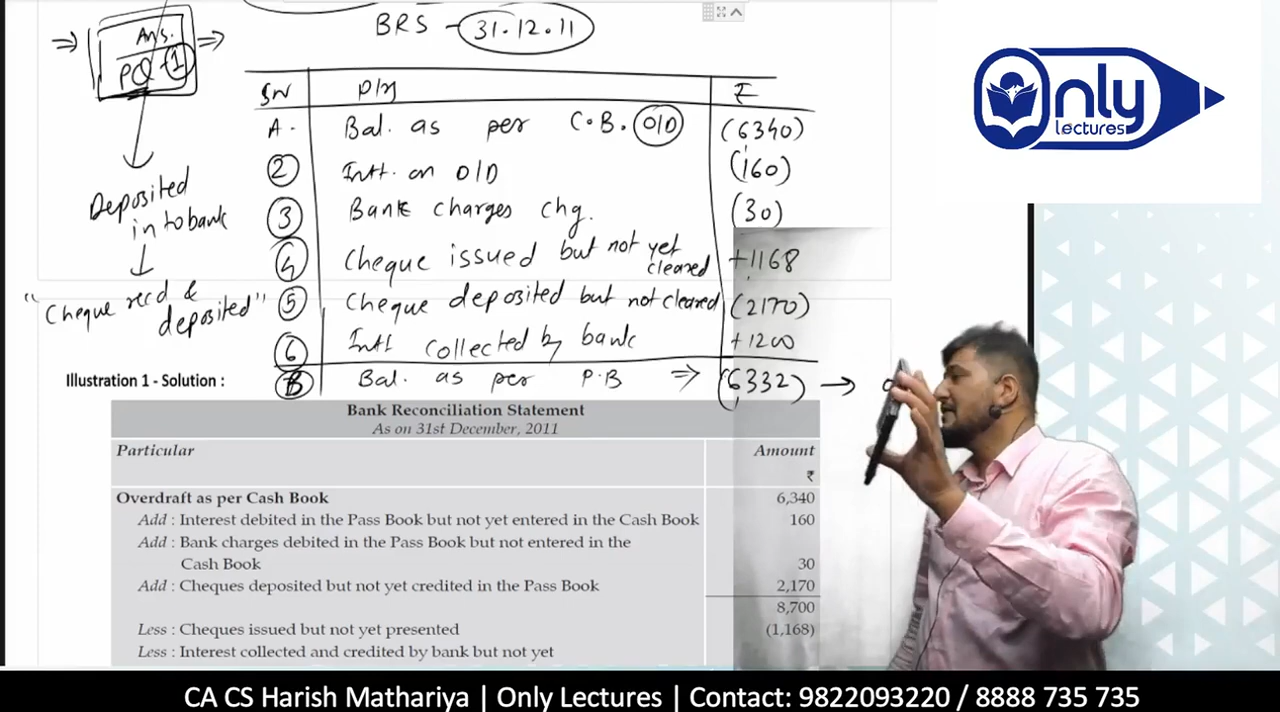 BRS - 31.12.11
Ans.
PQ-1
Deposited
into bank
"Cheque recd &
deposited"
A. Bal. as per C.B. O/D (6340)
2 Intt. on O/D (160)
3 Bank charges chg. (30)
4 Cheque issued but not yet cleared +1168
5 Cheque deposited but not cleared (2170)
6 Intt collected by bank +1200
B Bal. as per P.B ⇒ (6332) →
Illustration 1 - Solution :
Bank Reconciliation Statement
As on 31st December, 2011
Particular Amount
₹
Overdraft as per Cash Book 6,340
Add : Interest debited in the Pass Book but not yet entered in the Cash Book 160
Add : Bank charges debited in the Pass Book but not entered in the
Cash Book 30
Add : Cheques deposited but not yet credited in the Pass Book 2,170
8,700
Less : Cheques issued but not yet presented (1,168)
Less : Interest collected and credited by bank but not yet
Only
Lectures
CA CS Harish Mathariya | Only Lectures | Contact: 9822093220 / 8888 735 735